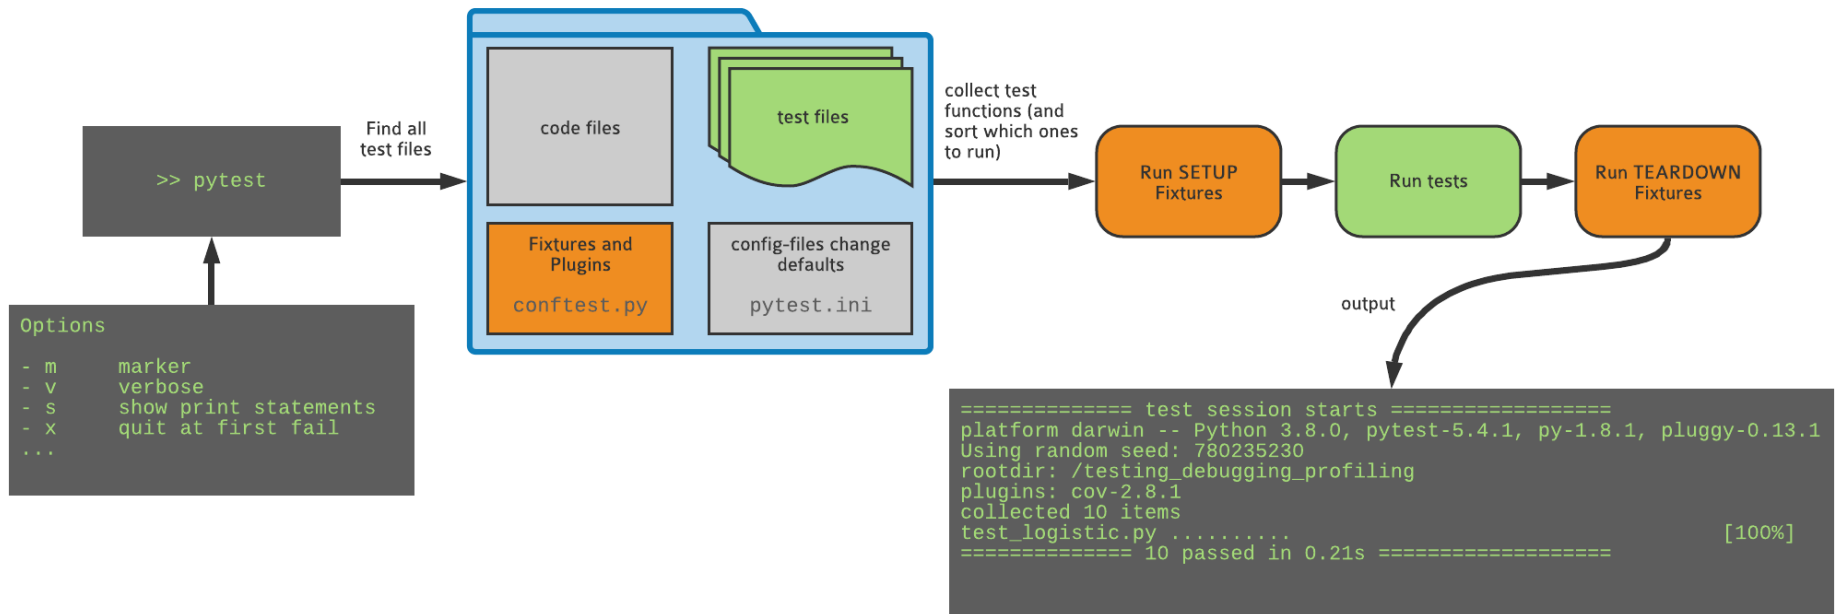 >> pytest
Options
- m marker
- v verbose
- s show print statements
- x quit at first fail
...
Find all
test files
code files
test files
Fixtures and
Plugins
conftest.py
config-files change
defaults
pytest.ini
collect test
functions (and
sort which ones
to run)
Run SETUP
Fixtures
Run tests
Run TEARDOWN
Fixtures
output
============== test session starts ==================
platform darwin -- Python 3.8.0, pytest-5.4.1, py-1.8.1, pluggy-0.13.1
Using random seed: 780235230
rootdir: /testing_debugging_profiling
plugins: cov-2.8.1
collected 10 items
test_logistic.py .......... [100%]
============== 10 passed in 0.21s ===================